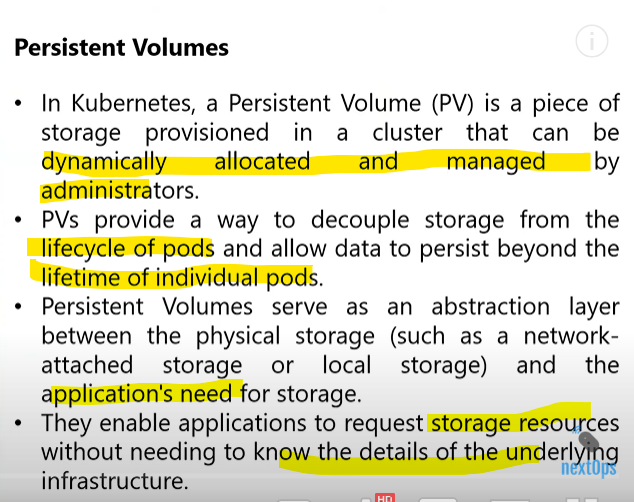 Persistent Volumes
i
• In Kubernetes, a Persistent Volume (PV) is a piece of
storage provisioned in a cluster that can be
dynamically allocated and managed by
administrators.
• PVs provide a way to decouple storage from the
lifecycle of pods and allow data to persist beyond the
lifetime of individual pods.
• Persistent Volumes serve as an abstraction layer
between the physical storage (such as a network-
attached storage or local storage) and the
application's need for storage.
• They enable applications to request storage resources
without needing to know the details of the underlying
infrastructure.
nextOps
HD